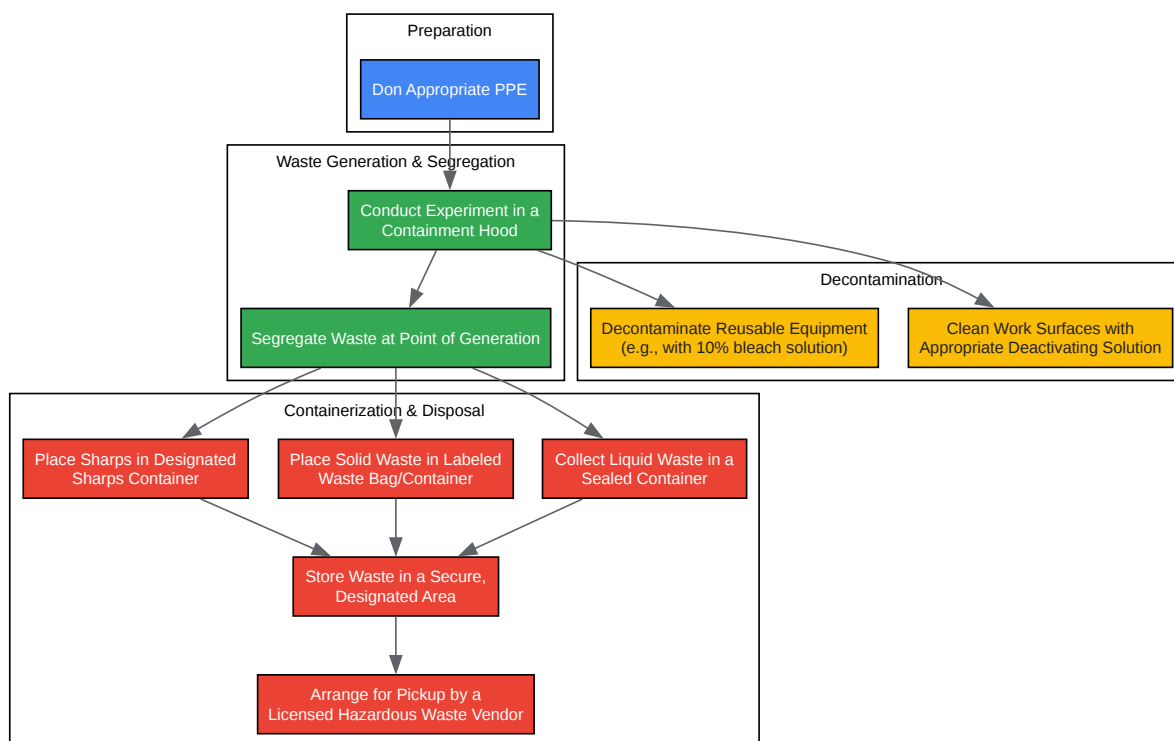 Preparation
Don Appropriate PPE
Waste Generation & Segregation
Conduct Experiment in a
Containment Hood
Decontamination
Segregate Waste at Point of Generation
Decontaminate Reusable Equipment
(e.g., with 10% bleach solution)
Clean Work Surfaces with
Appropriate Deactivating Solution
Containerization & Disposal
Place Sharps in Designated
Sharps Container
Place Solid Waste in Labeled
Waste Bag/Container
Collect Liquid Waste in a
Sealed Container
Store Waste in a Secure,
Designated Area
Arrange for Pickup by a
Licensed Hazardous Waste Vendor